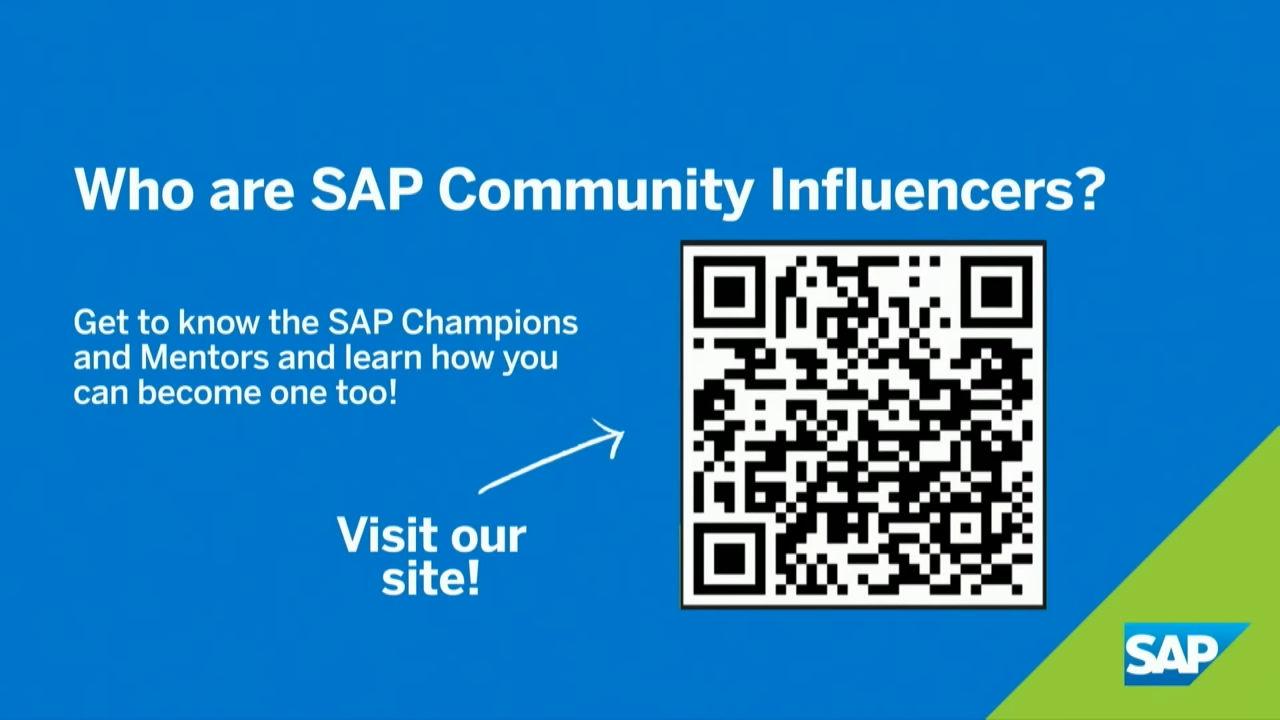 Who are SAP Community Influencers?
Get to know the SAP Champions
and Mentors and learn how you
can become one too!
Visit our
site!
SAP